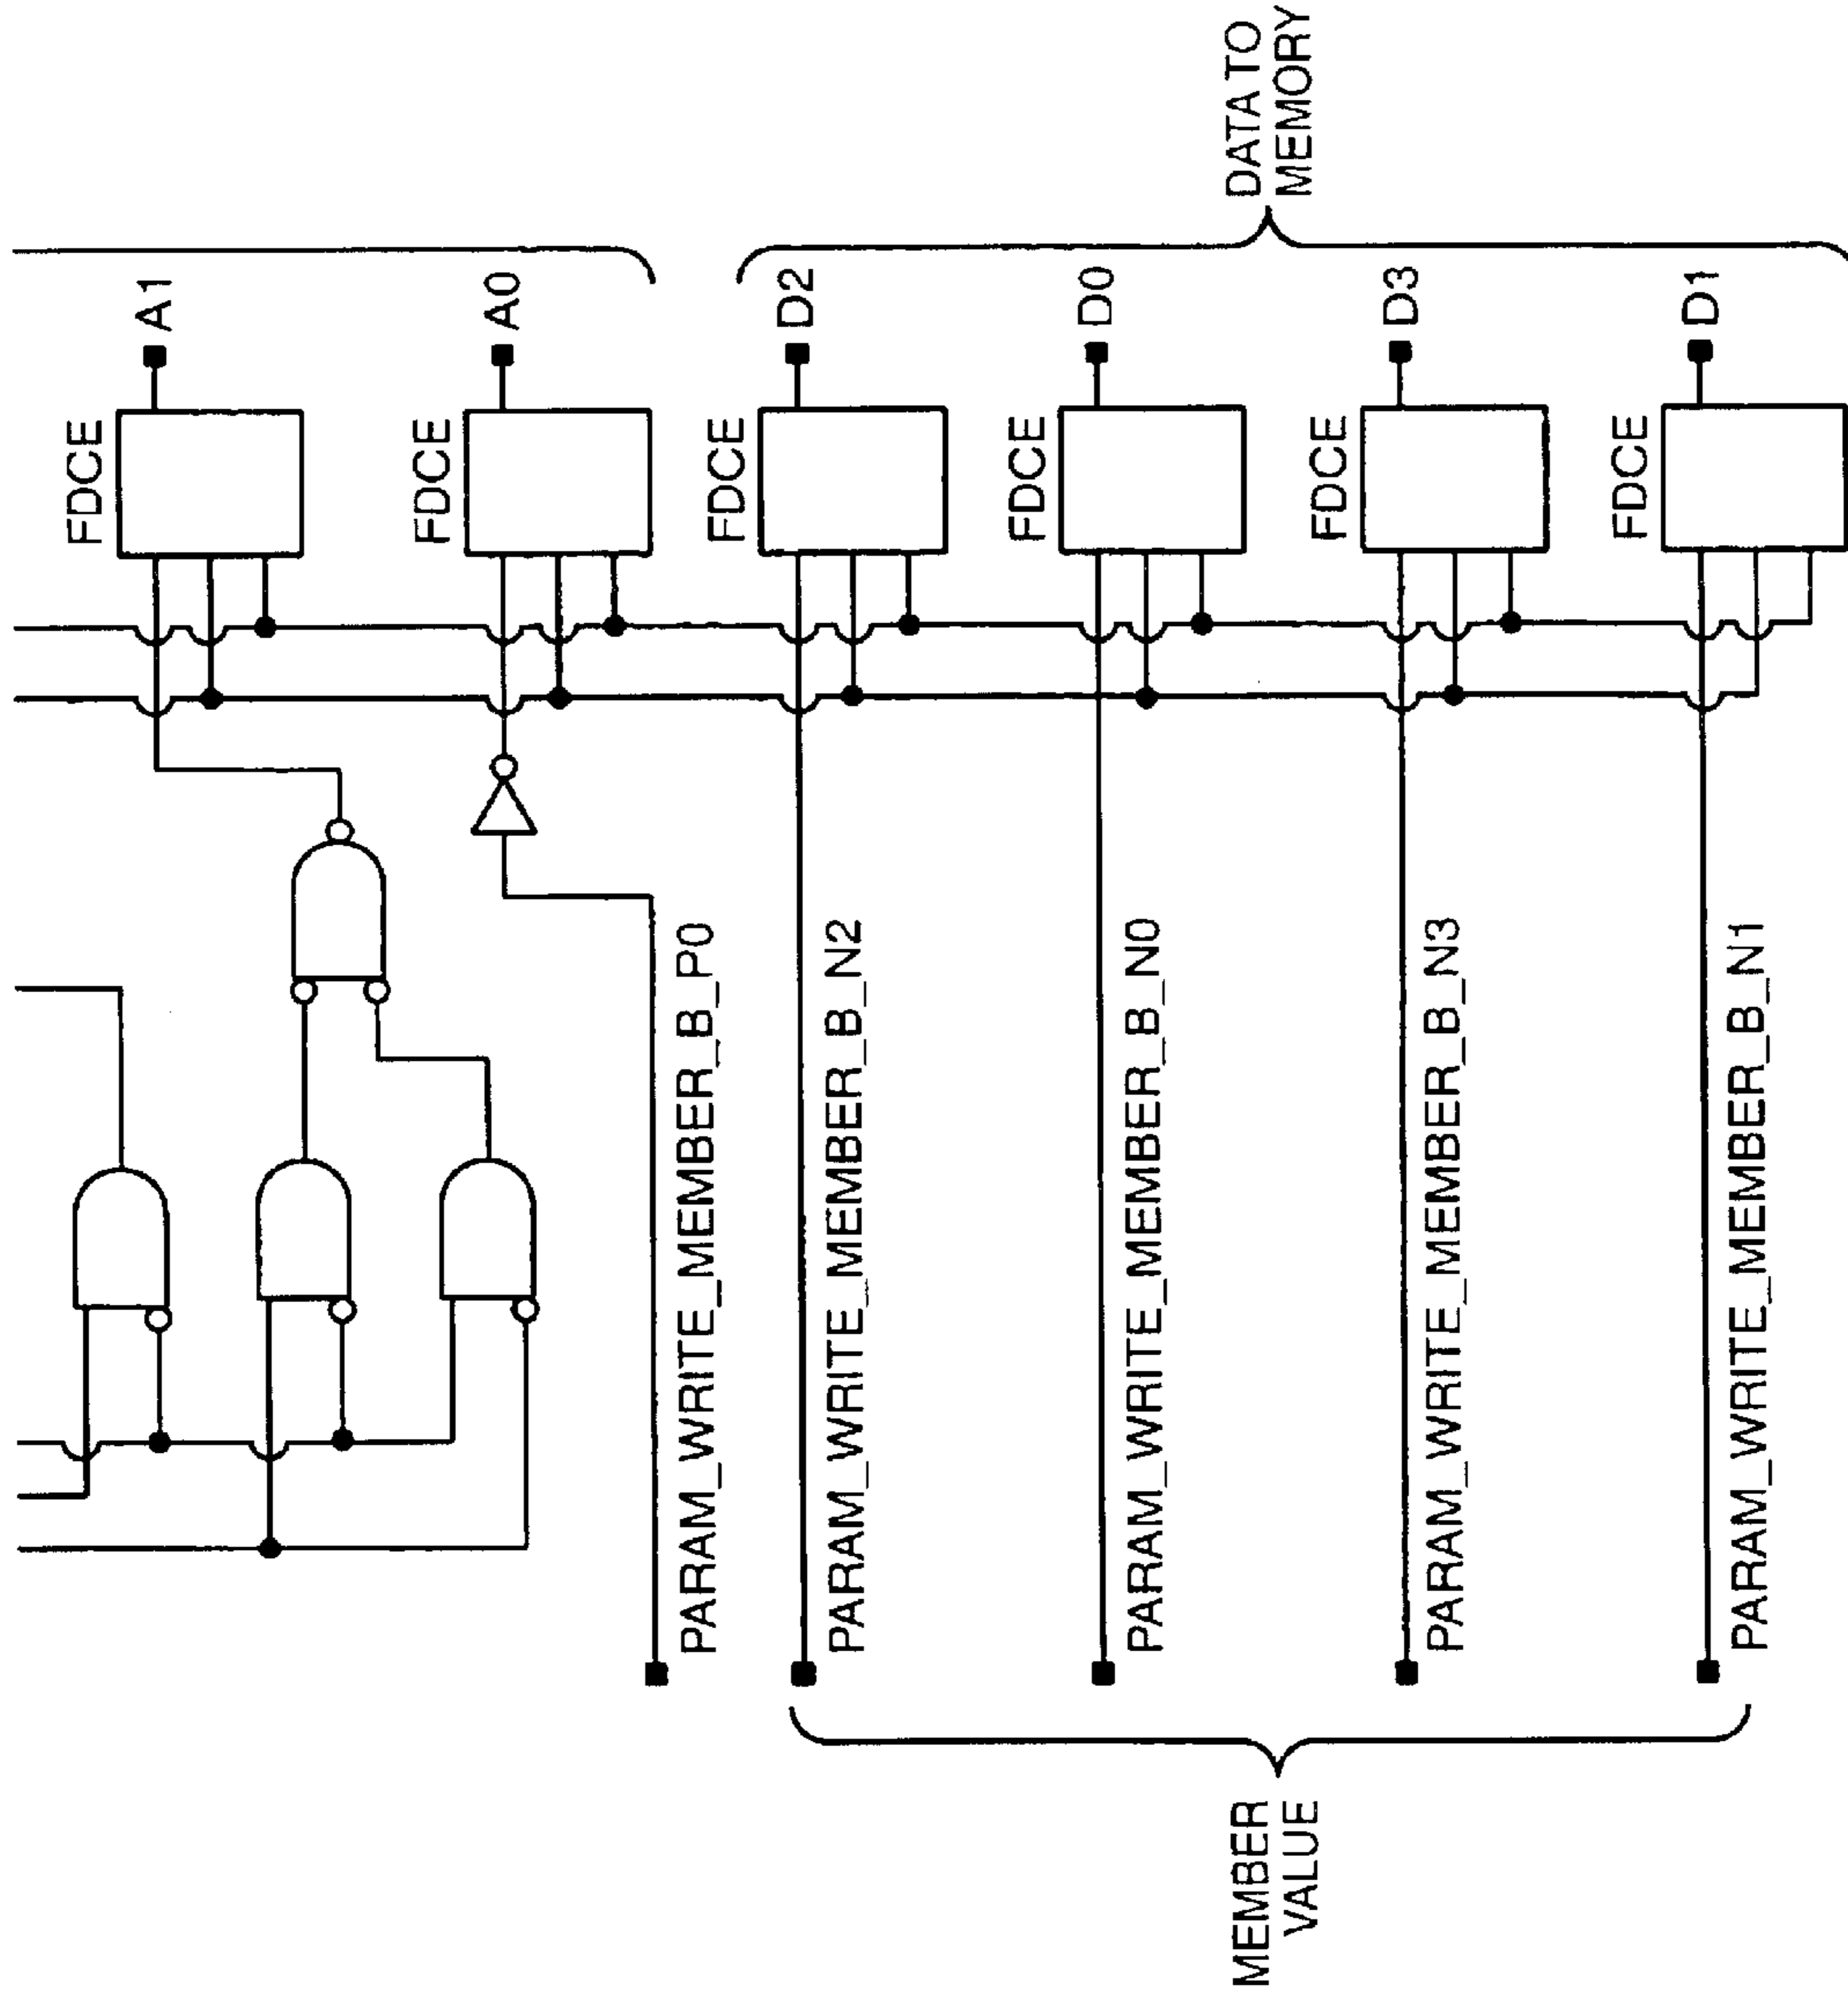 FDCE
A1
FDCE
A0
PARAM_WRITE_MEMBER_B_P0
FDCE
D2
PARAM_WRITE_MEMBER_B_N2
FDCE
D0
PARAM_WRITE_MEMBER_B_N0
FDCE
D3
PARAM_WRITE_MEMBER_B_N3
FDCE
D1
PARAM_WRITE_MEMBER_B_N1
MEMBER
VALUE
DATA TO
MEMORY